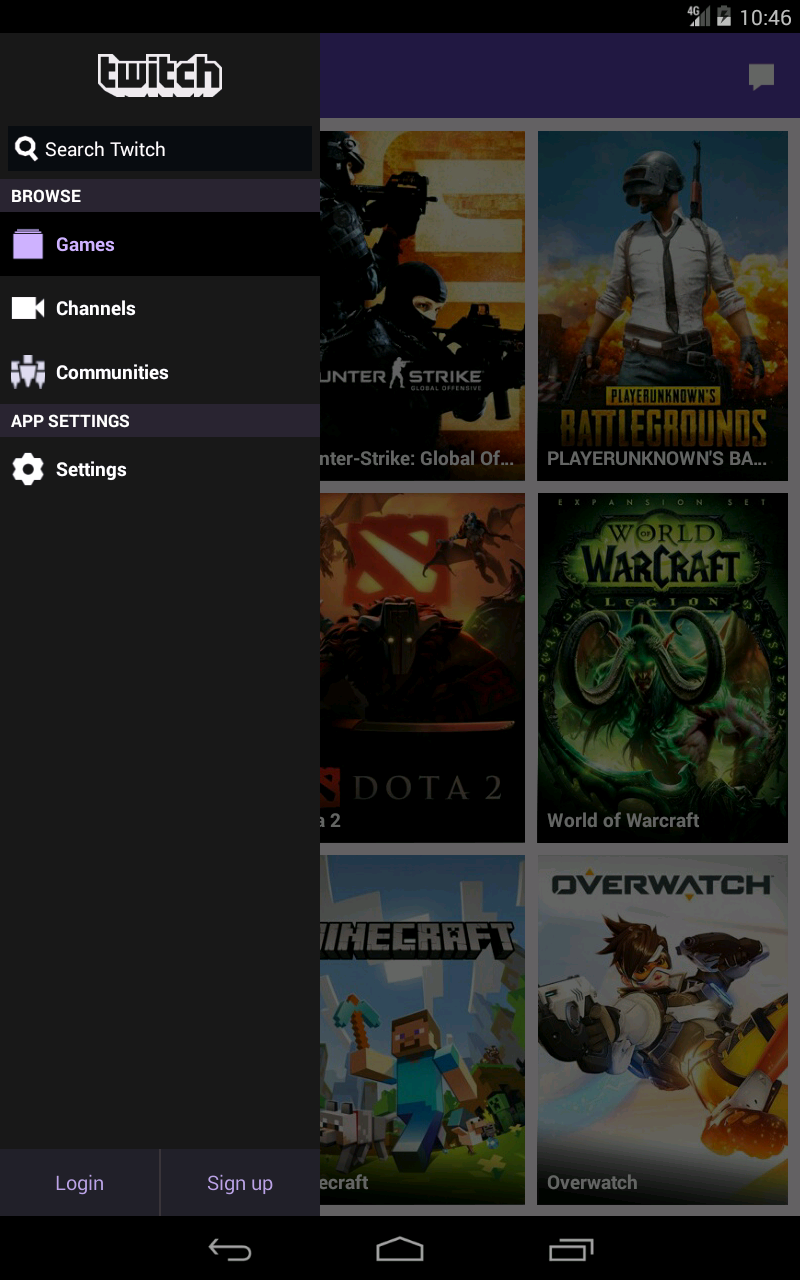 4G 10:46
twitch
Search Twitch
BROWSE
Games
Channels
Communities
APP SETTINGS
Settings
Login
Sign up
UNTER STRIKE
GLOBAL OFFENSIVE
nter-Strike: Global Of...
PLAYERUNKNOWN'S
BATTLEGROUNDS
PLAYERUNKNOWN'S BA...
DOTA 2
a 2
EXPANSION SET
WORLD
OF
WARCRAFT
LEGION
World of Warcraft
INECRAFT
ecraft
OVERWATCH
Overwatch